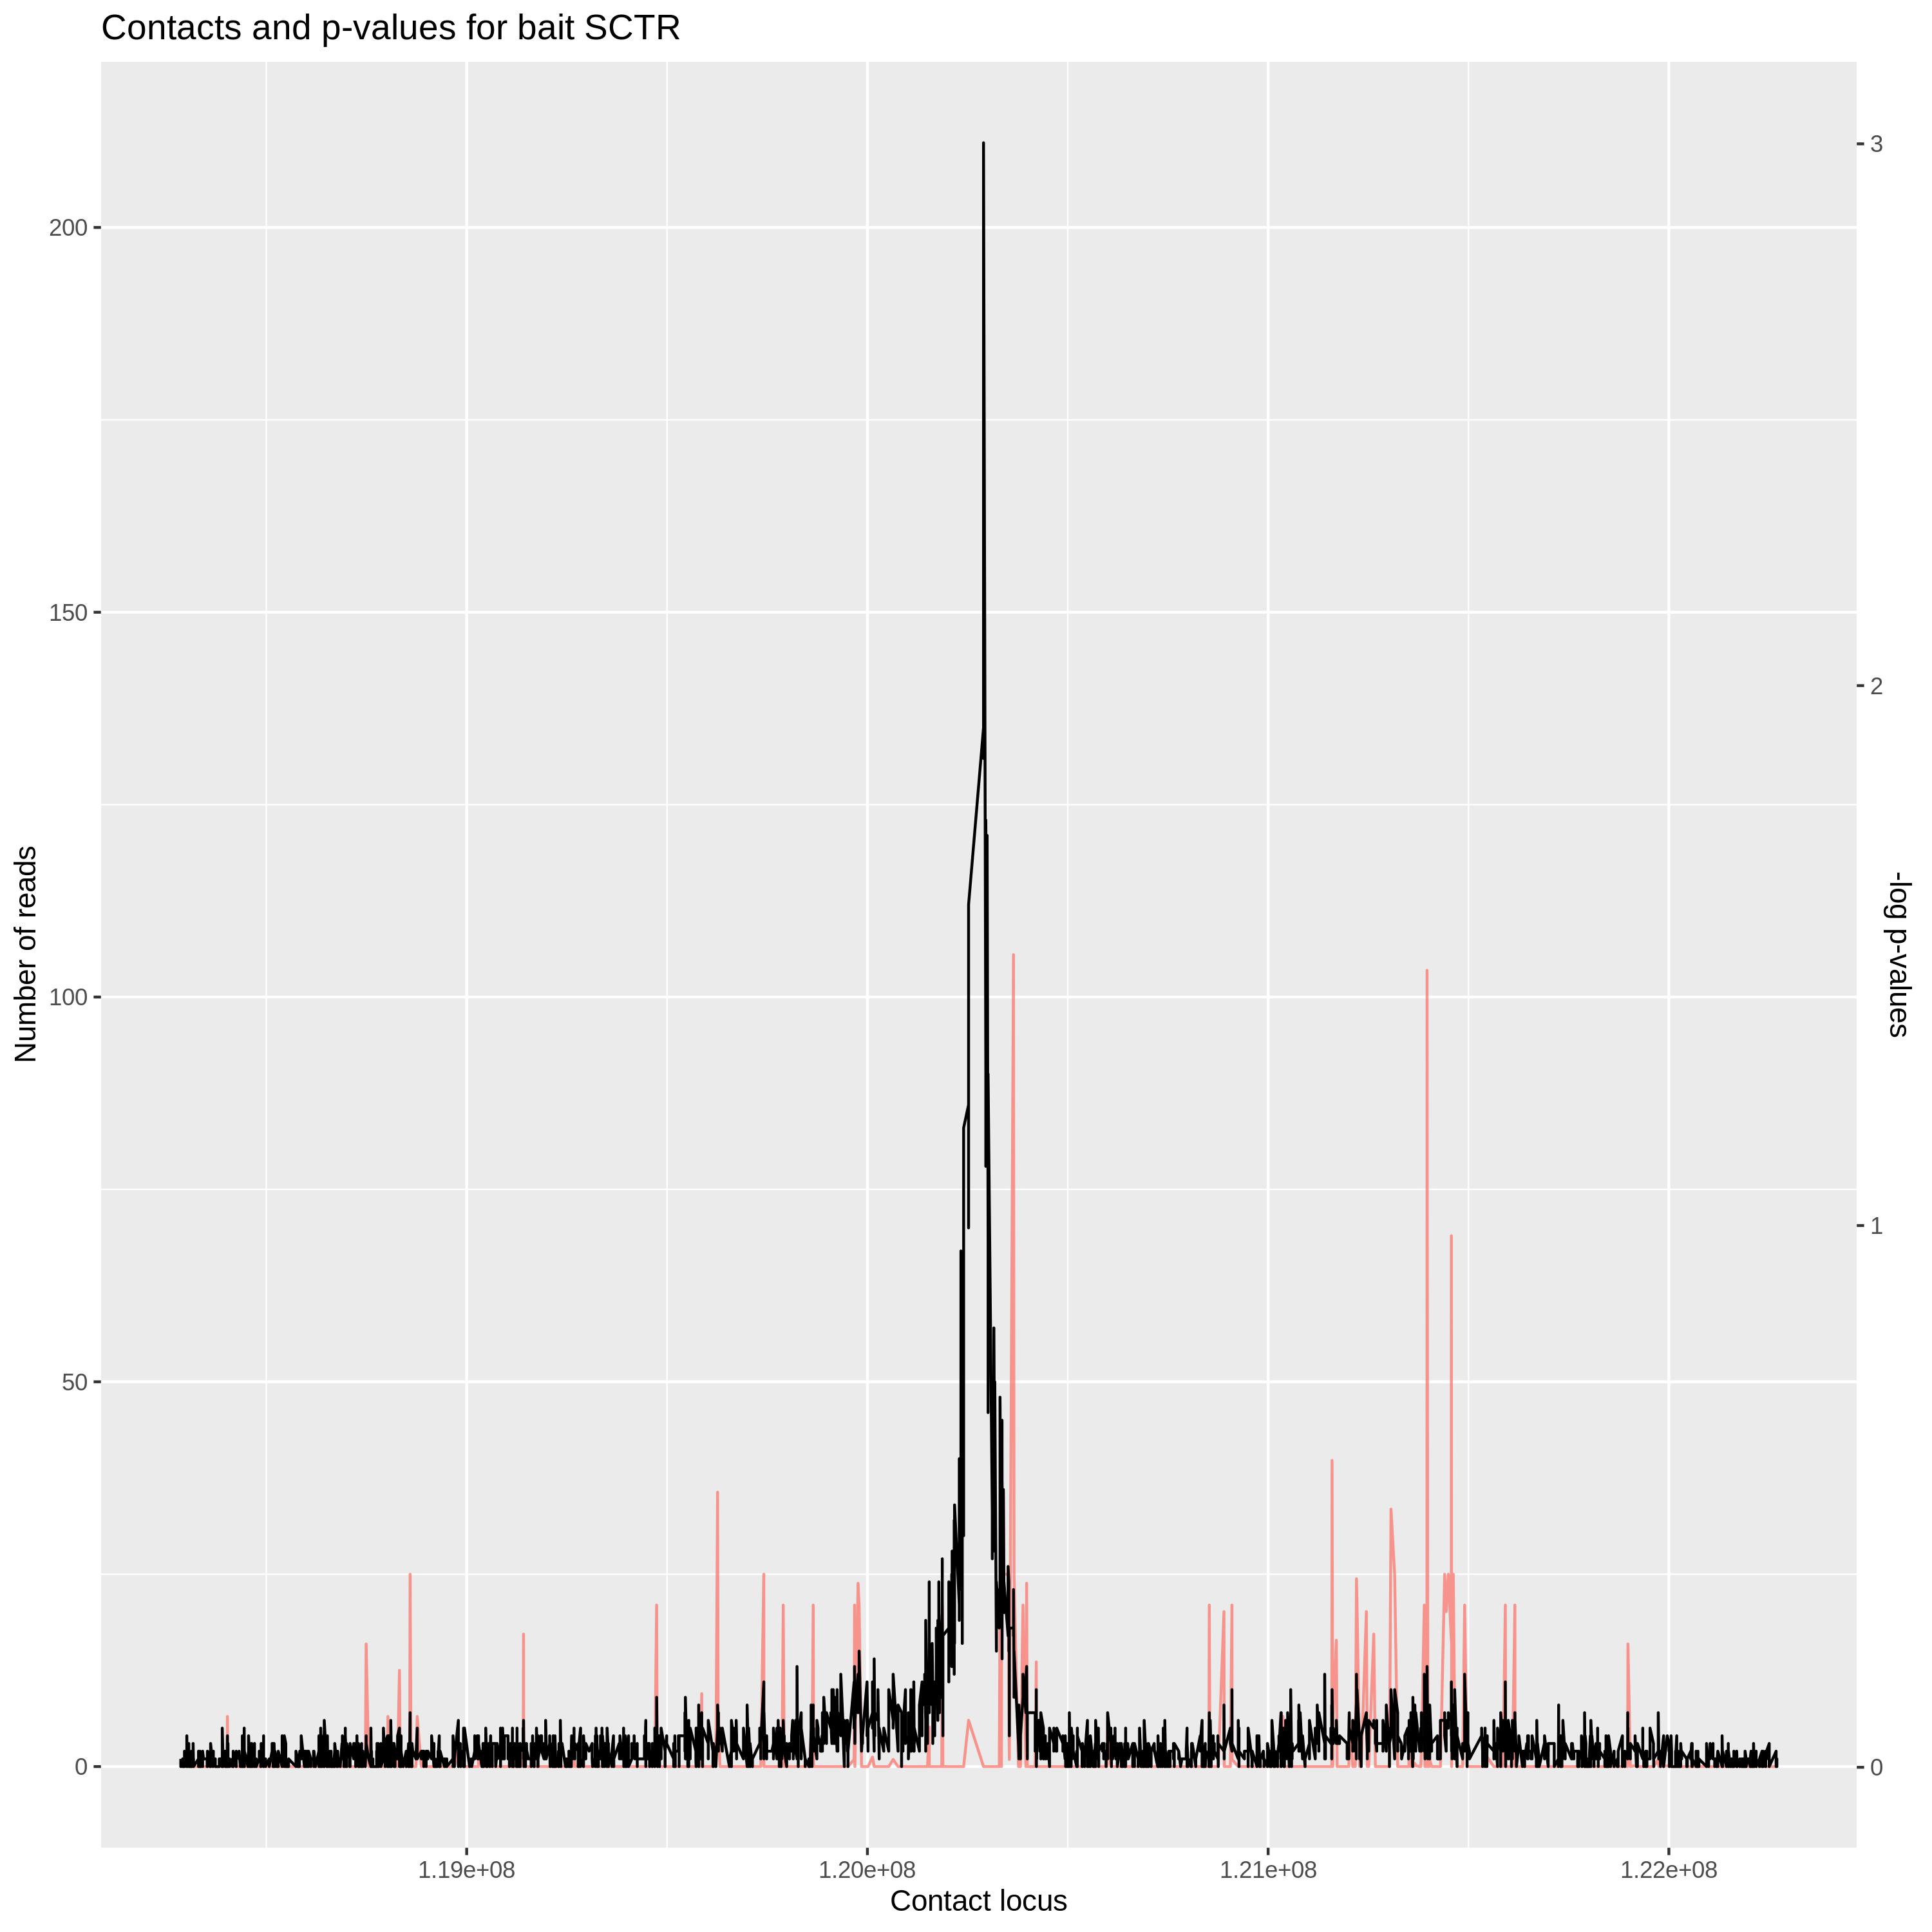 Contacts and p-values for bait SCTR
200
150
100
50
0
Number of reads
3
2
1
0
-log p-values
1.19e+08 1.20e+08 1.21e+08 1.22e+08
Contact locus